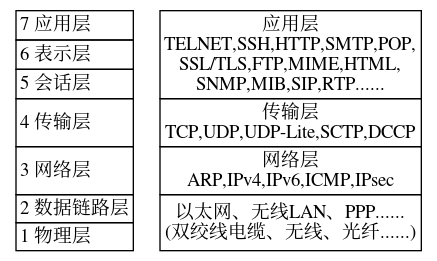 7 应用层
6 表示层
5 会话层
4 传输层
3 网络层
2 数据链路层
1 物理层
应用层
TELNET,SSH,HTTP,SMTP,POP,
SSL/TLS,FTP,MIME,HTML,
SNMP,MIB,SIP,RTP......
传输层
TCP,UDP,UDP-Lite,SCTP,DCCP
网络层
ARP,IPv4,IPv6,ICMP,IPsec
以太网、无线LAN、PPP......
(双绞线电缆、无线、光纤......)